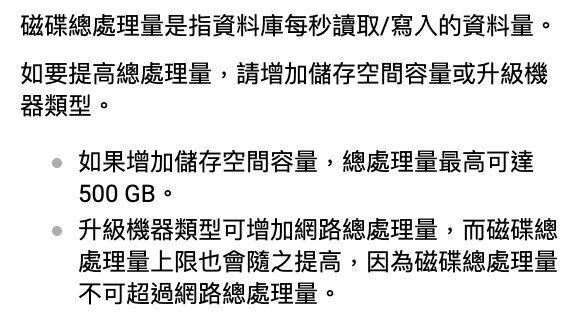 磁碟總處理量是指資料庫每秒讀取/寫入的資料量。
如要提高總處理量，請增加儲存空間容量或升級機
器類型。
如果增加儲存空間容量，總處理量最高可達
500 GB。
升級機器類型可增加網路總處理量，而磁碟總
處理量上限也會隨之提高，因為磁碟總處理量
不可超過網路總處理量。